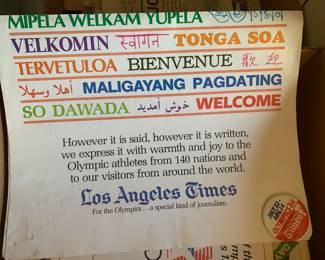 MIPELA WELKAM YUPELA
VELKOMIN स्वागत TONGA SOA
TERVETULOA BIENVENUE 歡迎
أهلا وسهلا MALIGAYANG PAGDATING
SO DAWADA خوش آمدید WELCOME
However it is said, however it is written,
we express it with warmth and joy to the
Olympic athletes from 140 nations and
to our visitors from around the world.
Los Angeles Times
For the Olympics...a special kind of journalism.